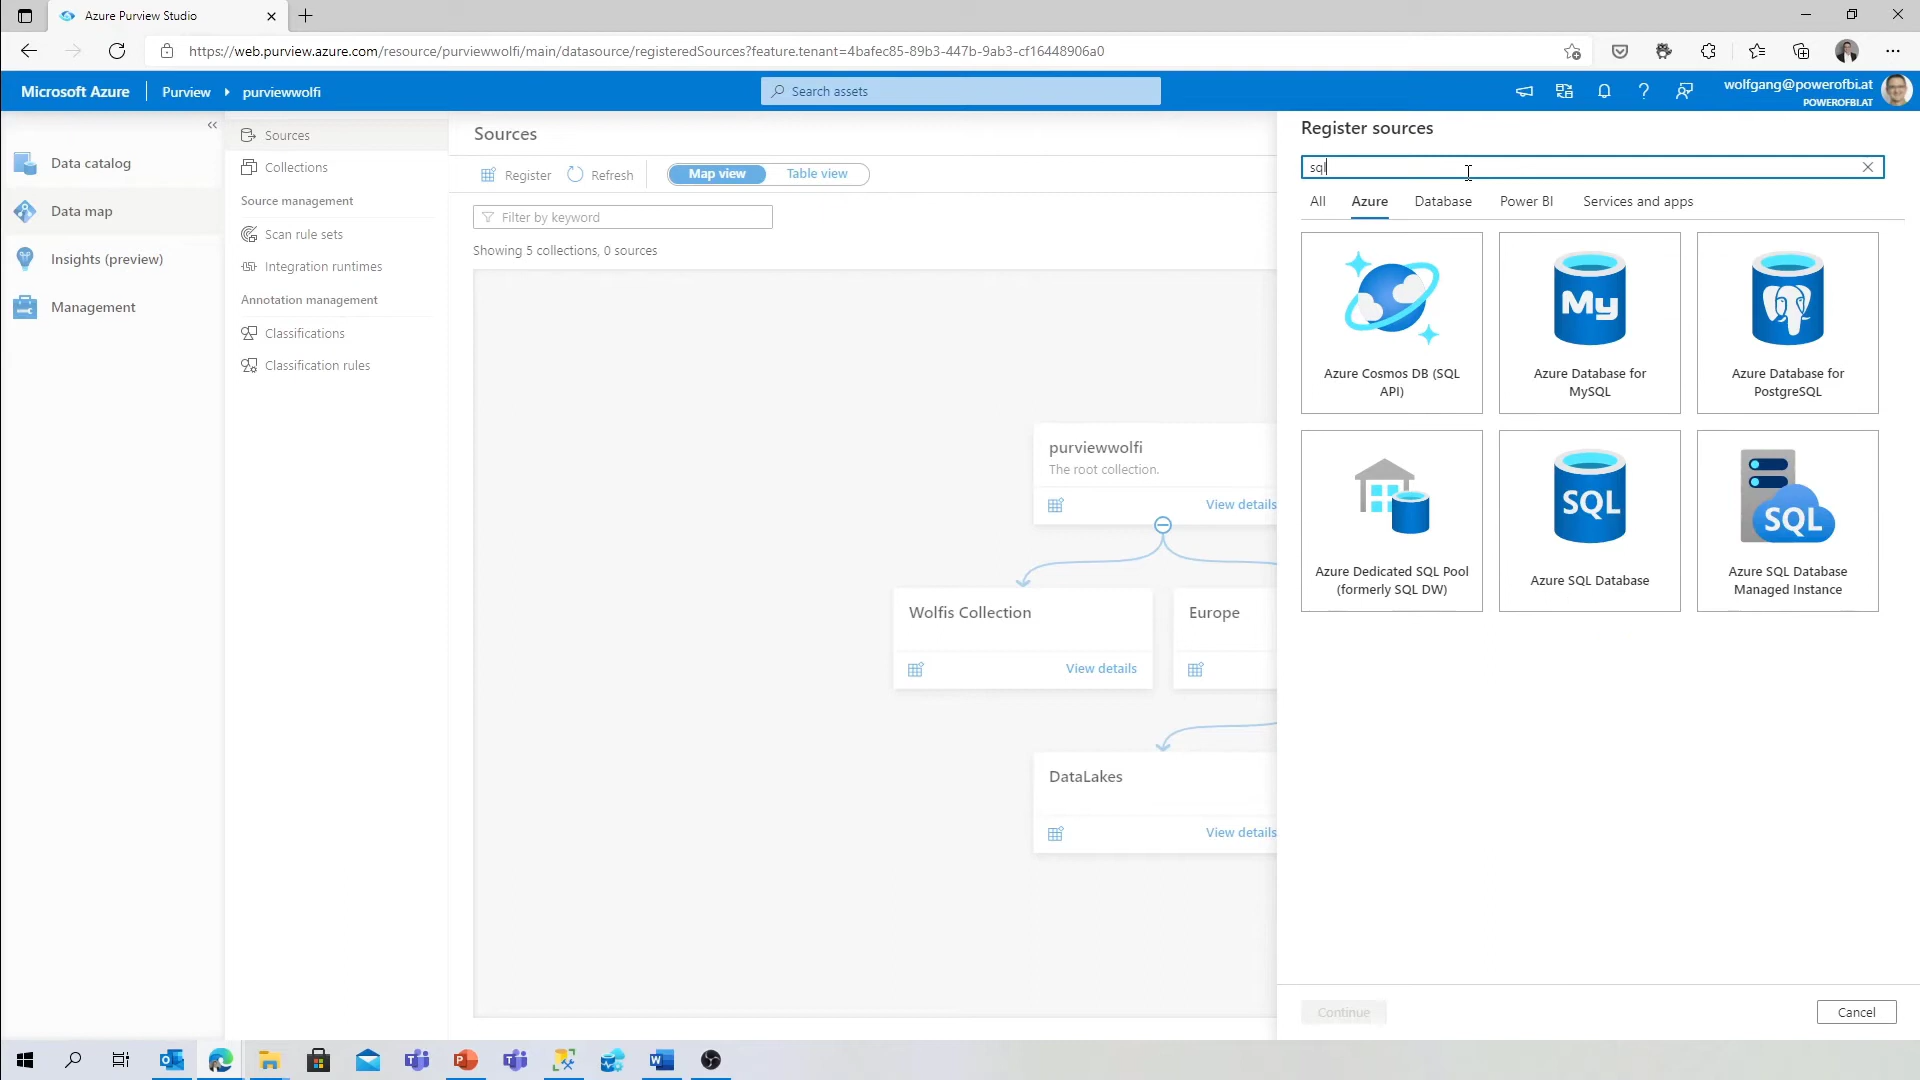 Azure Purview Studio
https://web.purview.azure.com/resource/purviewwolfi/main/datasource/registeredSources?feature.tenant=4bafec85-89b3-447b-9ab3-cf16448906a0
Microsoft Azure
Purview
purviewwolfi
Search assets
wolfgang@powerofbi.at
POWEROFBI.AT
Data catalog
Data map
Insights (preview)
Management
Sources
Collections
Source management
Scan rule sets
Integration runtimes
Annotation management
Classifications
Classification rules
Sources
Register
Refresh
Map view
Table view
Filter by keyword
Showing 5 collections, 0 sources
purviewwolfi
The root collection.
View details
Wolfis Collection
View details
Europe
DataLakes
View details
Register sources
sql
All
Azure
Database
Power BI
Services and apps
Azure Cosmos DB (SQL
API)
My
Azure Database for
MySQL
Azure Database for
PostgreSQL
Azure Dedicated SQL Pool
(formerly SQL DW)
SQL
Azure SQL Database
SQL
Azure SQL Database
Managed Instance
Continue
Cancel